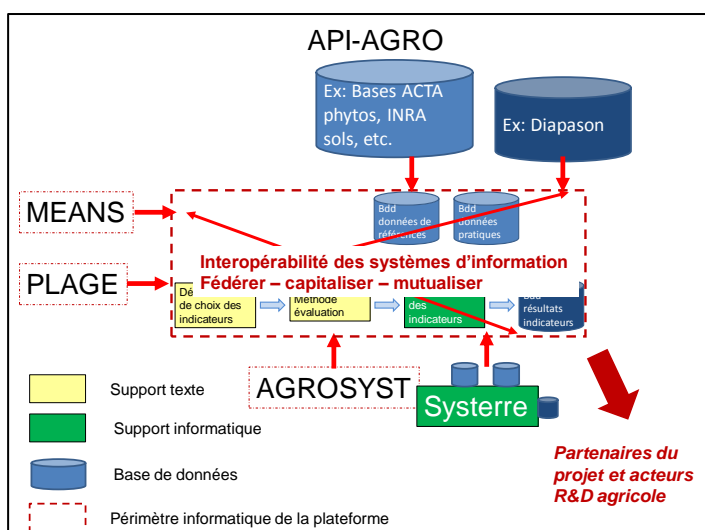 API-AGRO
Ex: Bases ACTA
phytos, INRA
sols, etc.
Ex: Diapason
MEANS
Bdd
données de
références
Bdd
données
pratiques
Interopérabilité des systèmes d'information
Fédérer – capitaliser – mutualiser
PLAGE
de choix des
indicateurs
Méthode
évaluation
des
indicateurs
résultats
indicateurs
AGROSYST
Systerre
Support texte
Support informatique
Base de données
Périmètre informatique de la plateforme
Partenaires du
projet et acteurs
R&D agricole